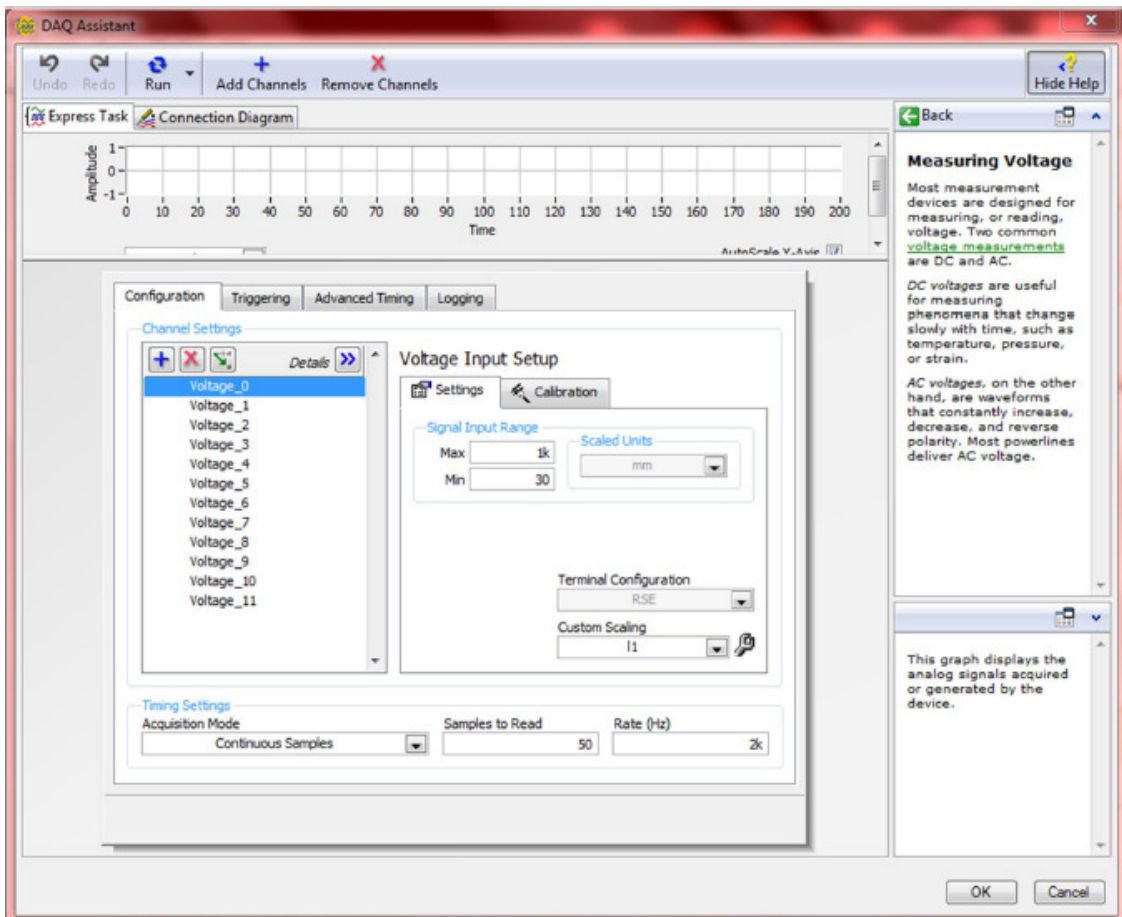 DAQ Assistant
Undo Redo Run Add Channels Remove Channels Hide Help
Express Task Connection Diagram
Amplitude
1
0
-1
0 10 20 30 40 50 60 70 80 90 100 110 120 130 140 150 160 170 180 190 200
Time
AutoScale Y-Axis
Configuration Triggering Advanced Timing Logging
Channel Settings
Details
Voltage_0
Voltage_1
Voltage_2
Voltage_3
Voltage_4
Voltage_5
Voltage_6
Voltage_7
Voltage_8
Voltage_9
Voltage_10
Voltage_11
Voltage Input Setup
Settings Calibration
Signal Input Range
Max 1k
Min 30
Scaled Units
mm
Terminal Configuration
RSE
Custom Scaling
l1
Timing Settings
Acquisition Mode Samples to Read Rate (Hz)
Continuous Samples 50 2k
Back
Measuring Voltage
Most measurement
devices are designed for
measuring, or reading,
voltage. Two common
voltage measurements
are DC and AC.
DC voltages are useful
for measuring
phenomena that change
slowly with time, such as
temperature, pressure,
or strain.
AC voltages, on the other
hand, are waveforms
that constantly increase,
decrease, and reverse
polarity. Most powerlines
deliver AC voltage.
This graph displays the
analog signals acquired
or generated by the
device.
OK Cancel